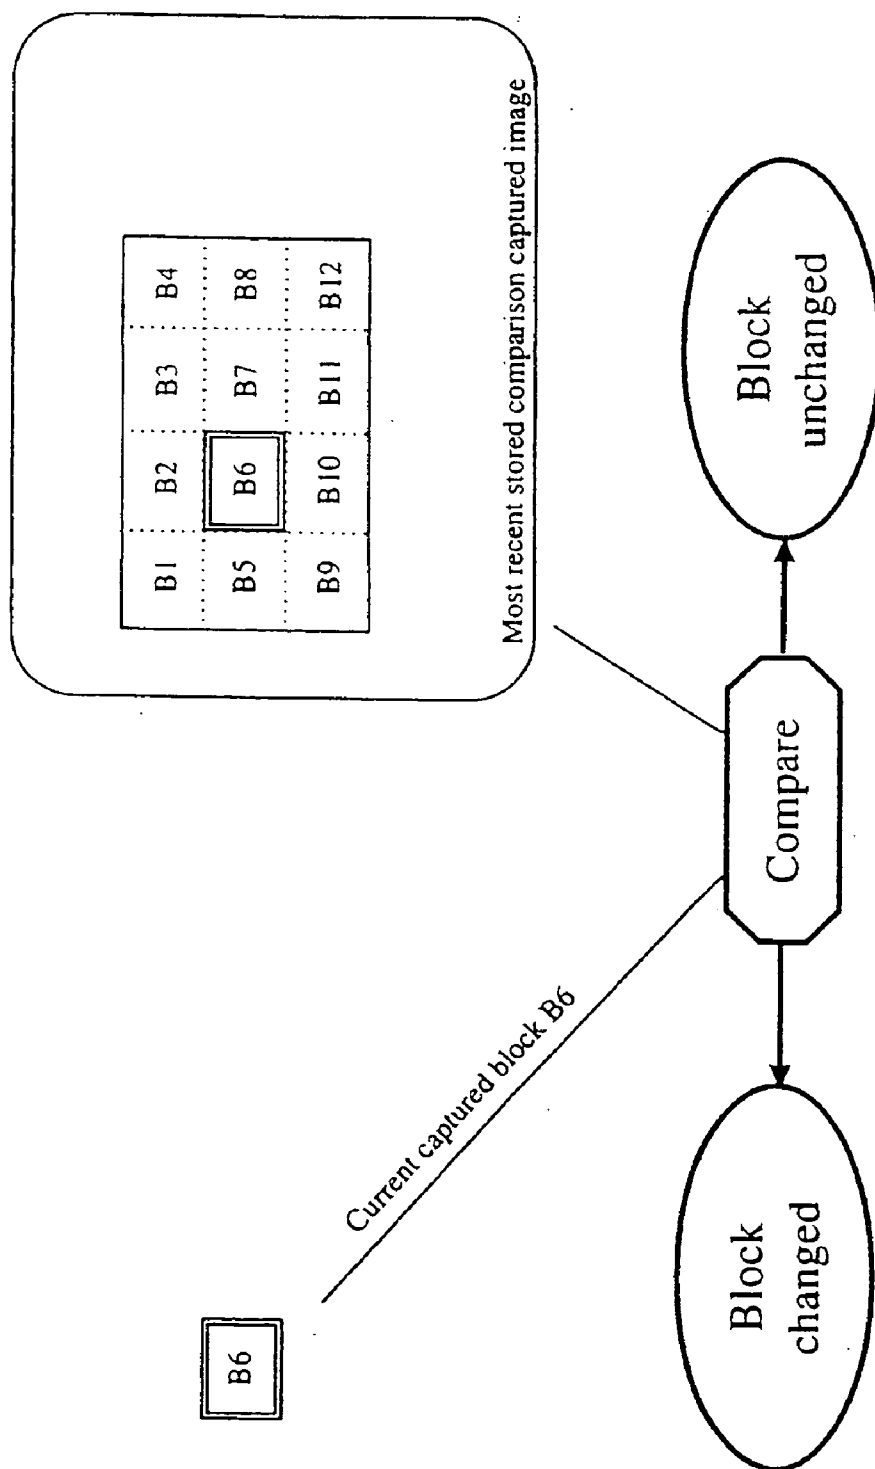 B6
Current captured block B6
B1 B2 B3 B4
B5 B6 B7 B8
B9 B10 B11 B12
Most recent stored comparison captured image
Compare
Block
changed
Block
unchanged